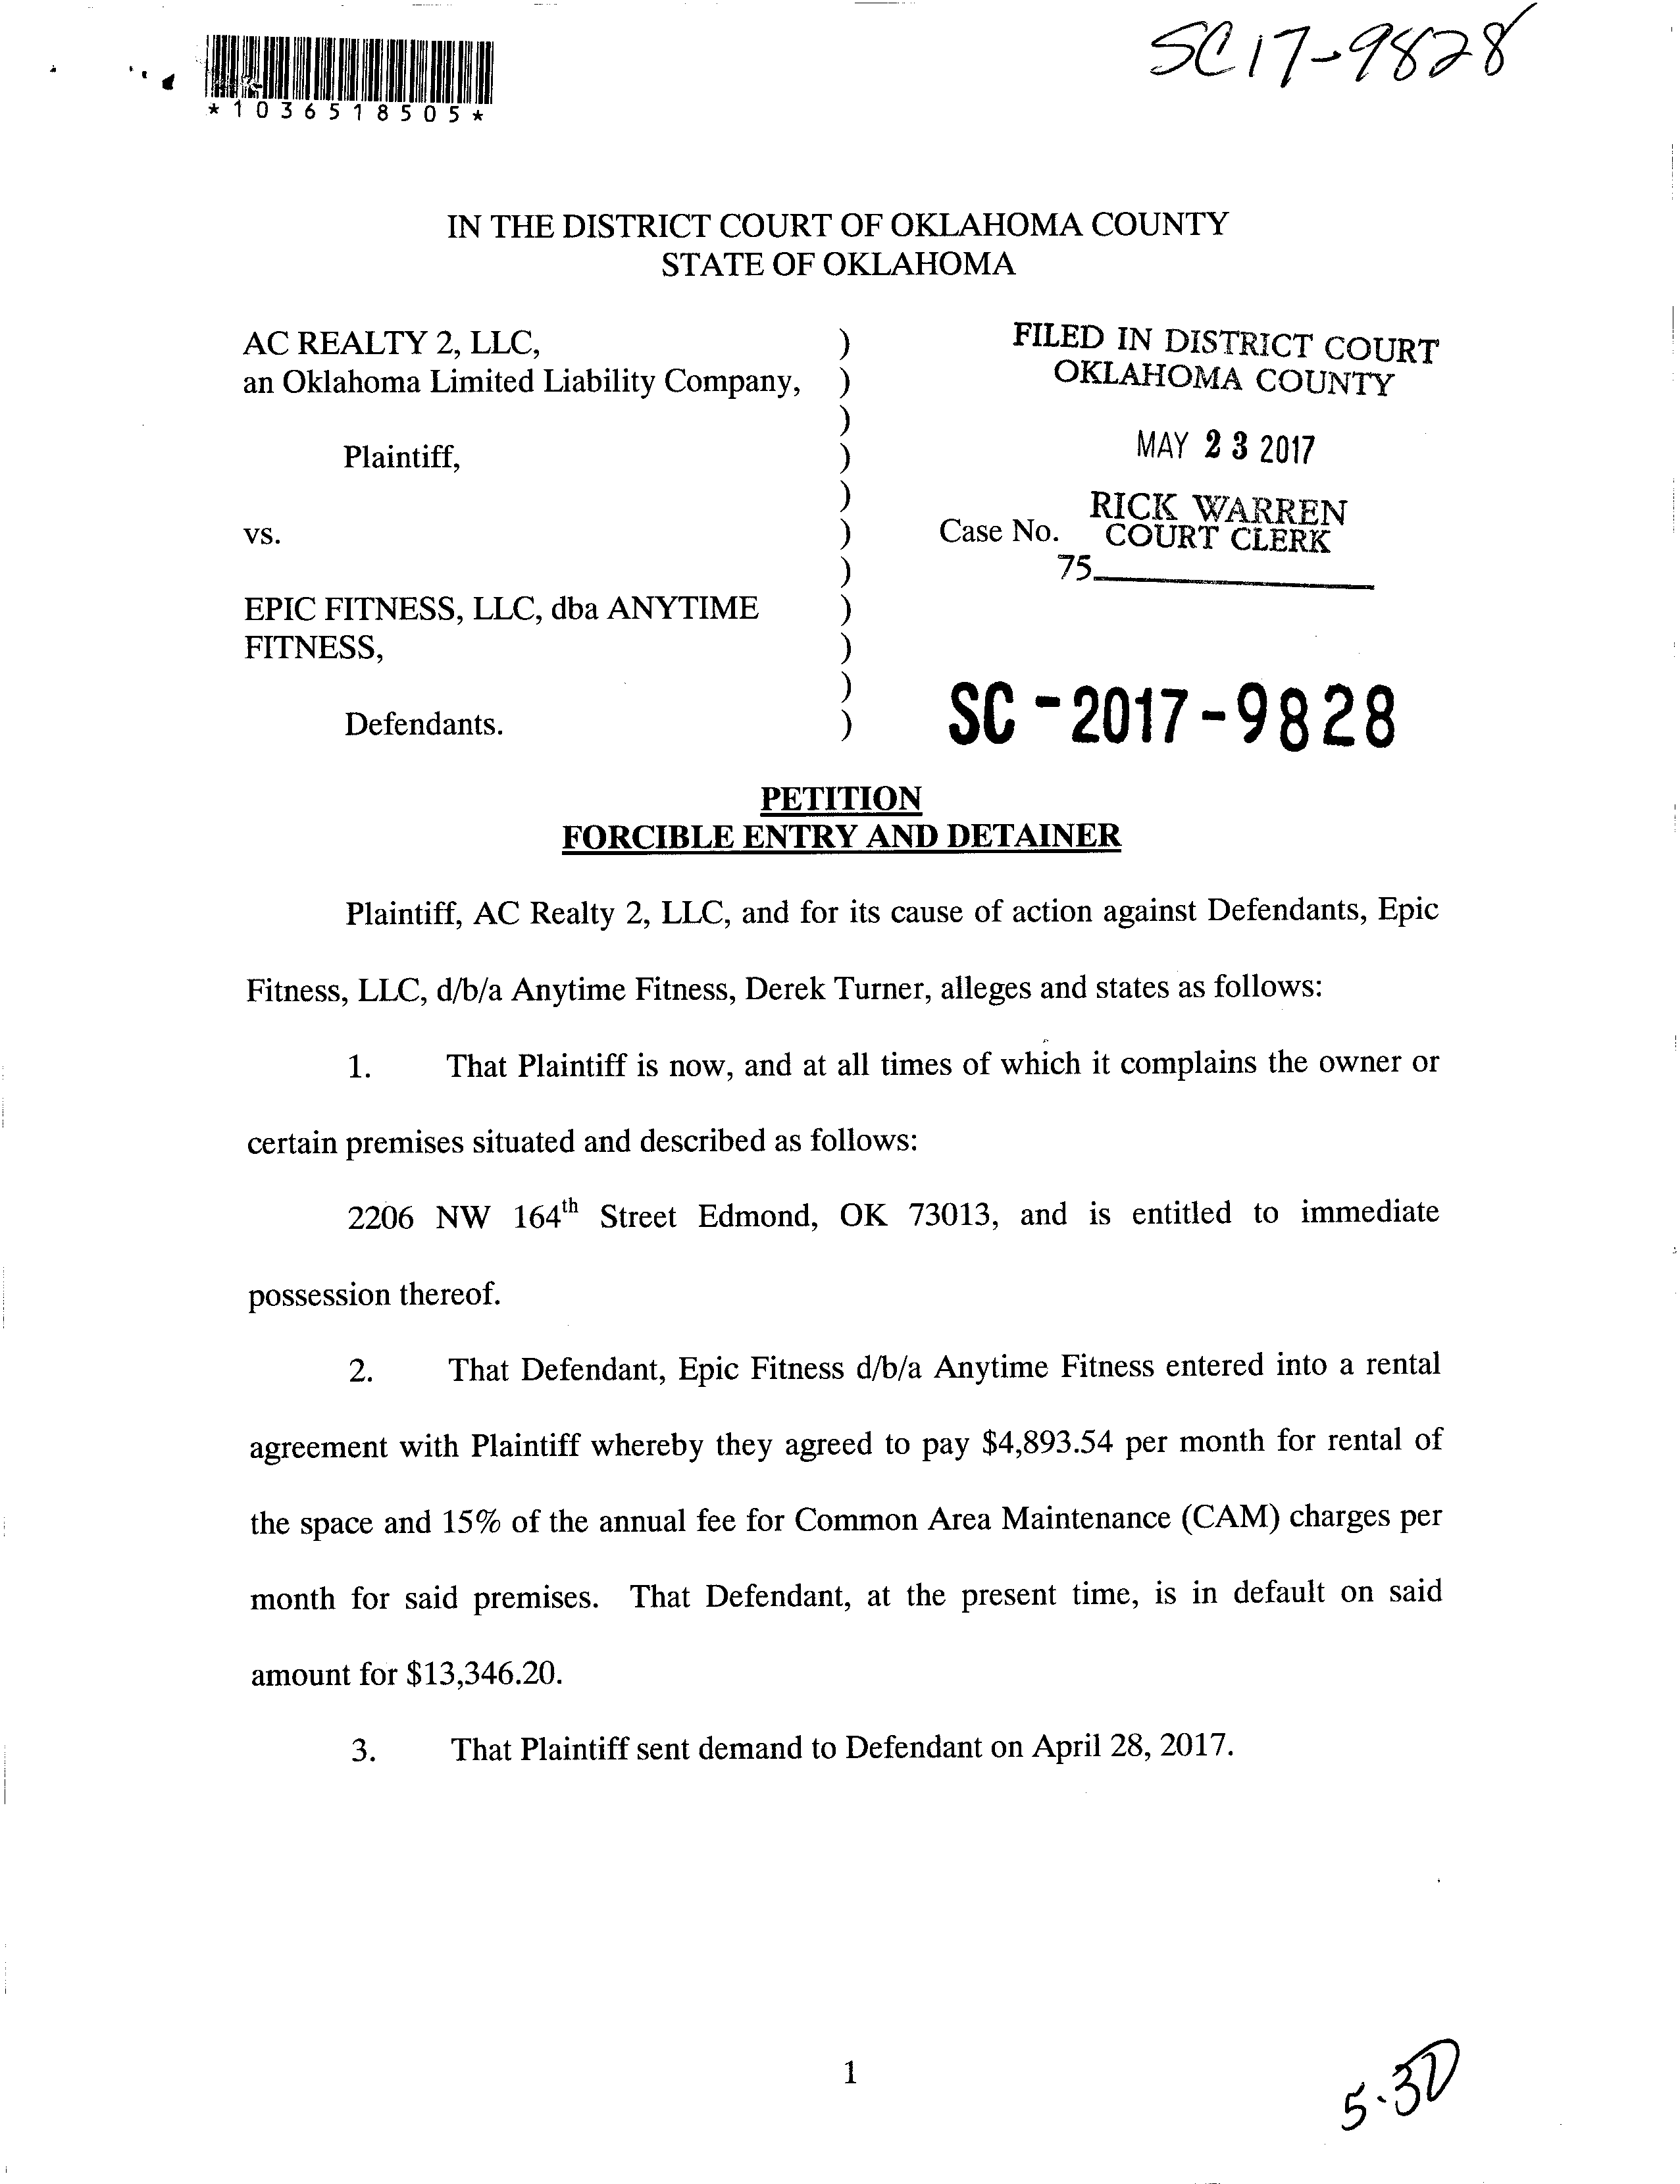 SC17-9828
*1036518505*
IN THE DISTRICT COURT OF OKLAHOMA COUNTY
STATE OF OKLAHOMA
AC REALTY 2, LLC,
an Oklahoma Limited Liability Company,
Plaintiff,
vs.
EPIC FITNESS, LLC, dba ANYTIME
FITNESS,
Defendants.
)
)
)
)
)
)
)
)
)
)
)
FILED IN DISTRICT COURT
OKLAHOMA COUNTY
MAY 23 2017
RICK WARREN
Case No. COURT CLERK
75
SC-2017-9828
PETITION
FORCIBLE ENTRY AND DETAINER
Plaintiff, AC Realty 2, LLC, and for its cause of action against Defendants, Epic
Fitness, LLC, d/b/a Anytime Fitness, Derek Turner, alleges and states as follows:
1. That Plaintiff is now, and at all times of which it complains the owner or
certain premises situated and described as follows:
2206 NW 164th Street Edmond, OK 73013, and is entitled to immediate
possession thereof.
2. That Defendant, Epic Fitness d/b/a Anytime Fitness entered into a rental
agreement with Plaintiff whereby they agreed to pay $4,893.54 per month for rental of
the space and 15% of the annual fee for Common Area Maintenance (CAM) charges per
month for said premises. That Defendant, at the present time, is in default on said
amount for $13,346.20.
3. That Plaintiff sent demand to Defendant on April 28, 2017.
1
5.30